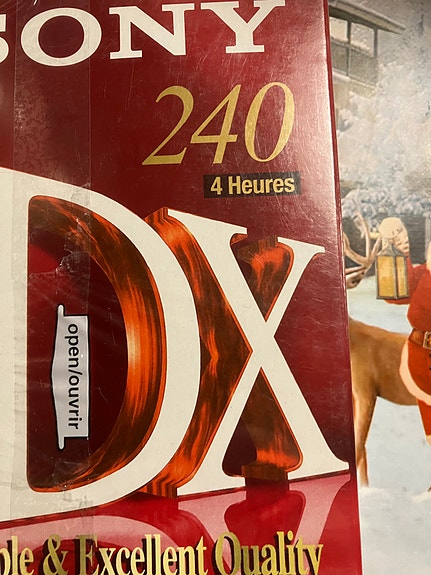 SONY
240
4 Heures
DX
open/ouvrir
& Excellent Quality